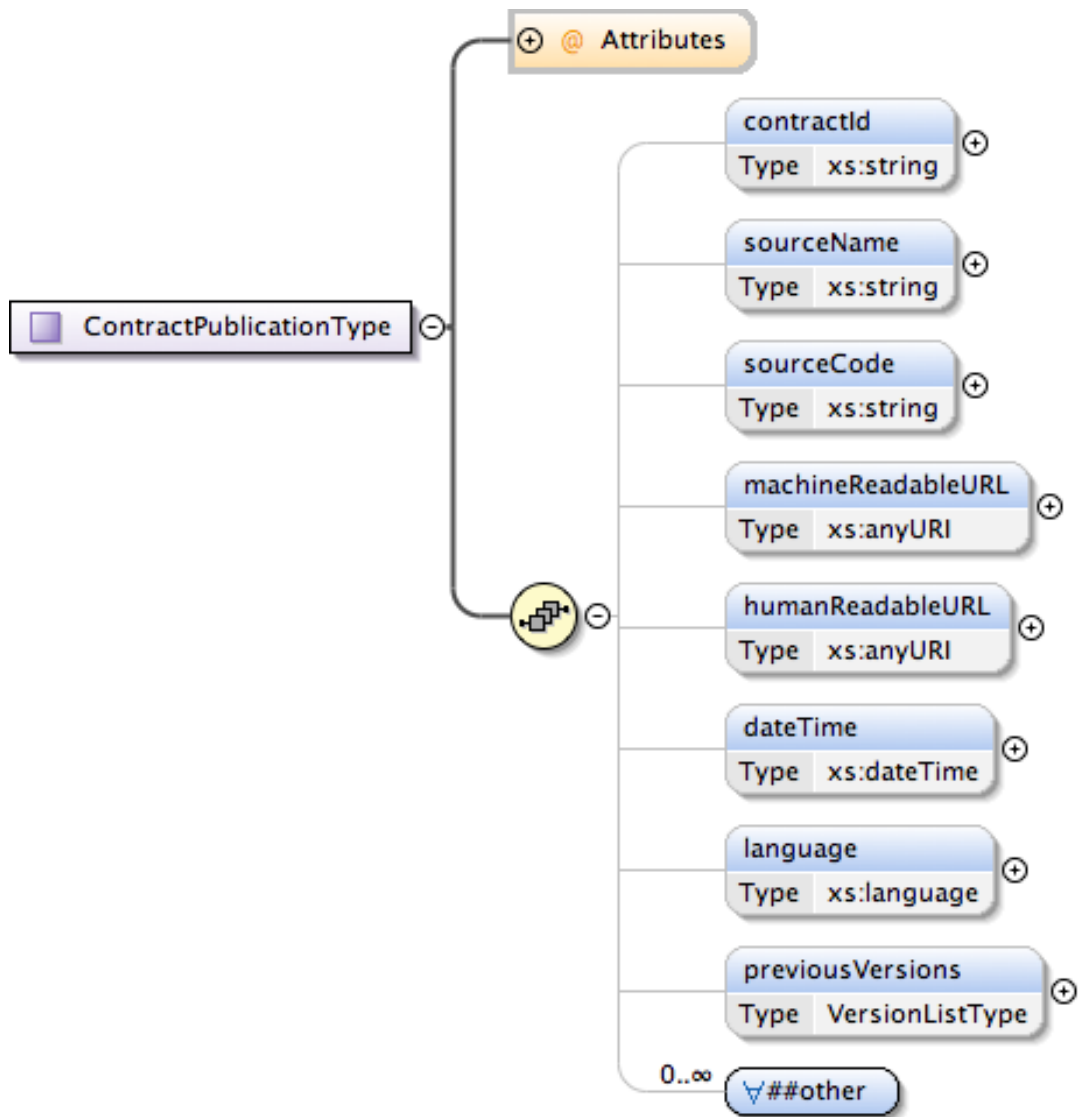 @ Attributes
contractId
Type xs:string
sourceName
Type xs:string
sourceCode
Type xs:string
ContractPublicationType
machineReadableURL
Type xs:anyURI
humanReadableURL
Type xs:anyURI
dateTime
Type xs:dateTime
language
Type xs:language
previousVersions
Type VersionListType
0..∞
∀##other